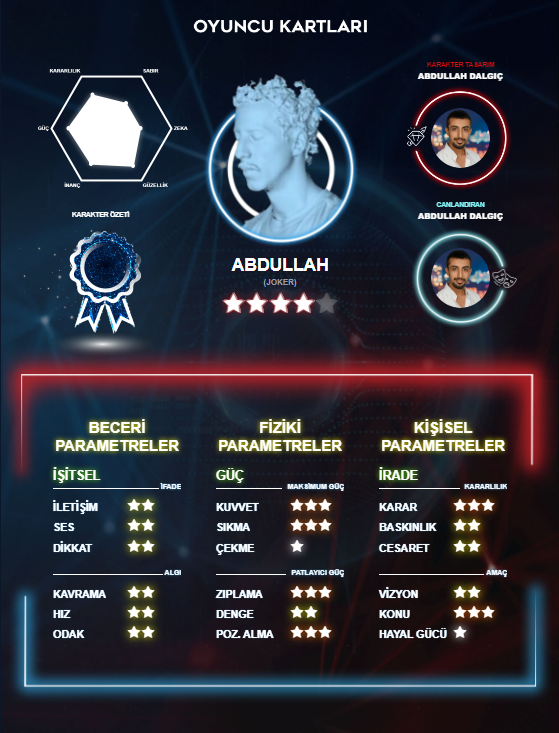 OYUNCU KARTLARI
KARARLILIK
SABIR
GÜÇ
ZEKA
İNANÇ
GÜZELLİK
KARAKTER ÖZETİ
ABDULLAH
(JOKER)
KARAKTER TASARIM
ABDULLAH DALGIÇ
CANLANDIRAN
ABDULLAH DALGIÇ
BECERİ
PARAMETRELER
İŞİTSEL
İFADE
İLETİŞİM
SES
DİKKAT
ALGI
KAVRAMA
HIZ
ODAK
FİZİKİ
PARAMETRELER
GÜÇ
MAKSİMUM GÜÇ
KUVVET
SIKMA
ÇEKME
PATLAYICI GÜÇ
ZIPLAMA
DENGE
POZ. ALMA
KİŞİSEL
PARAMETRELER
İRADE
KARARLILIK
KARAR
BASKINLIK
CESARET
AMAÇ
VİZYON
KONU
HAYAL GÜCÜ